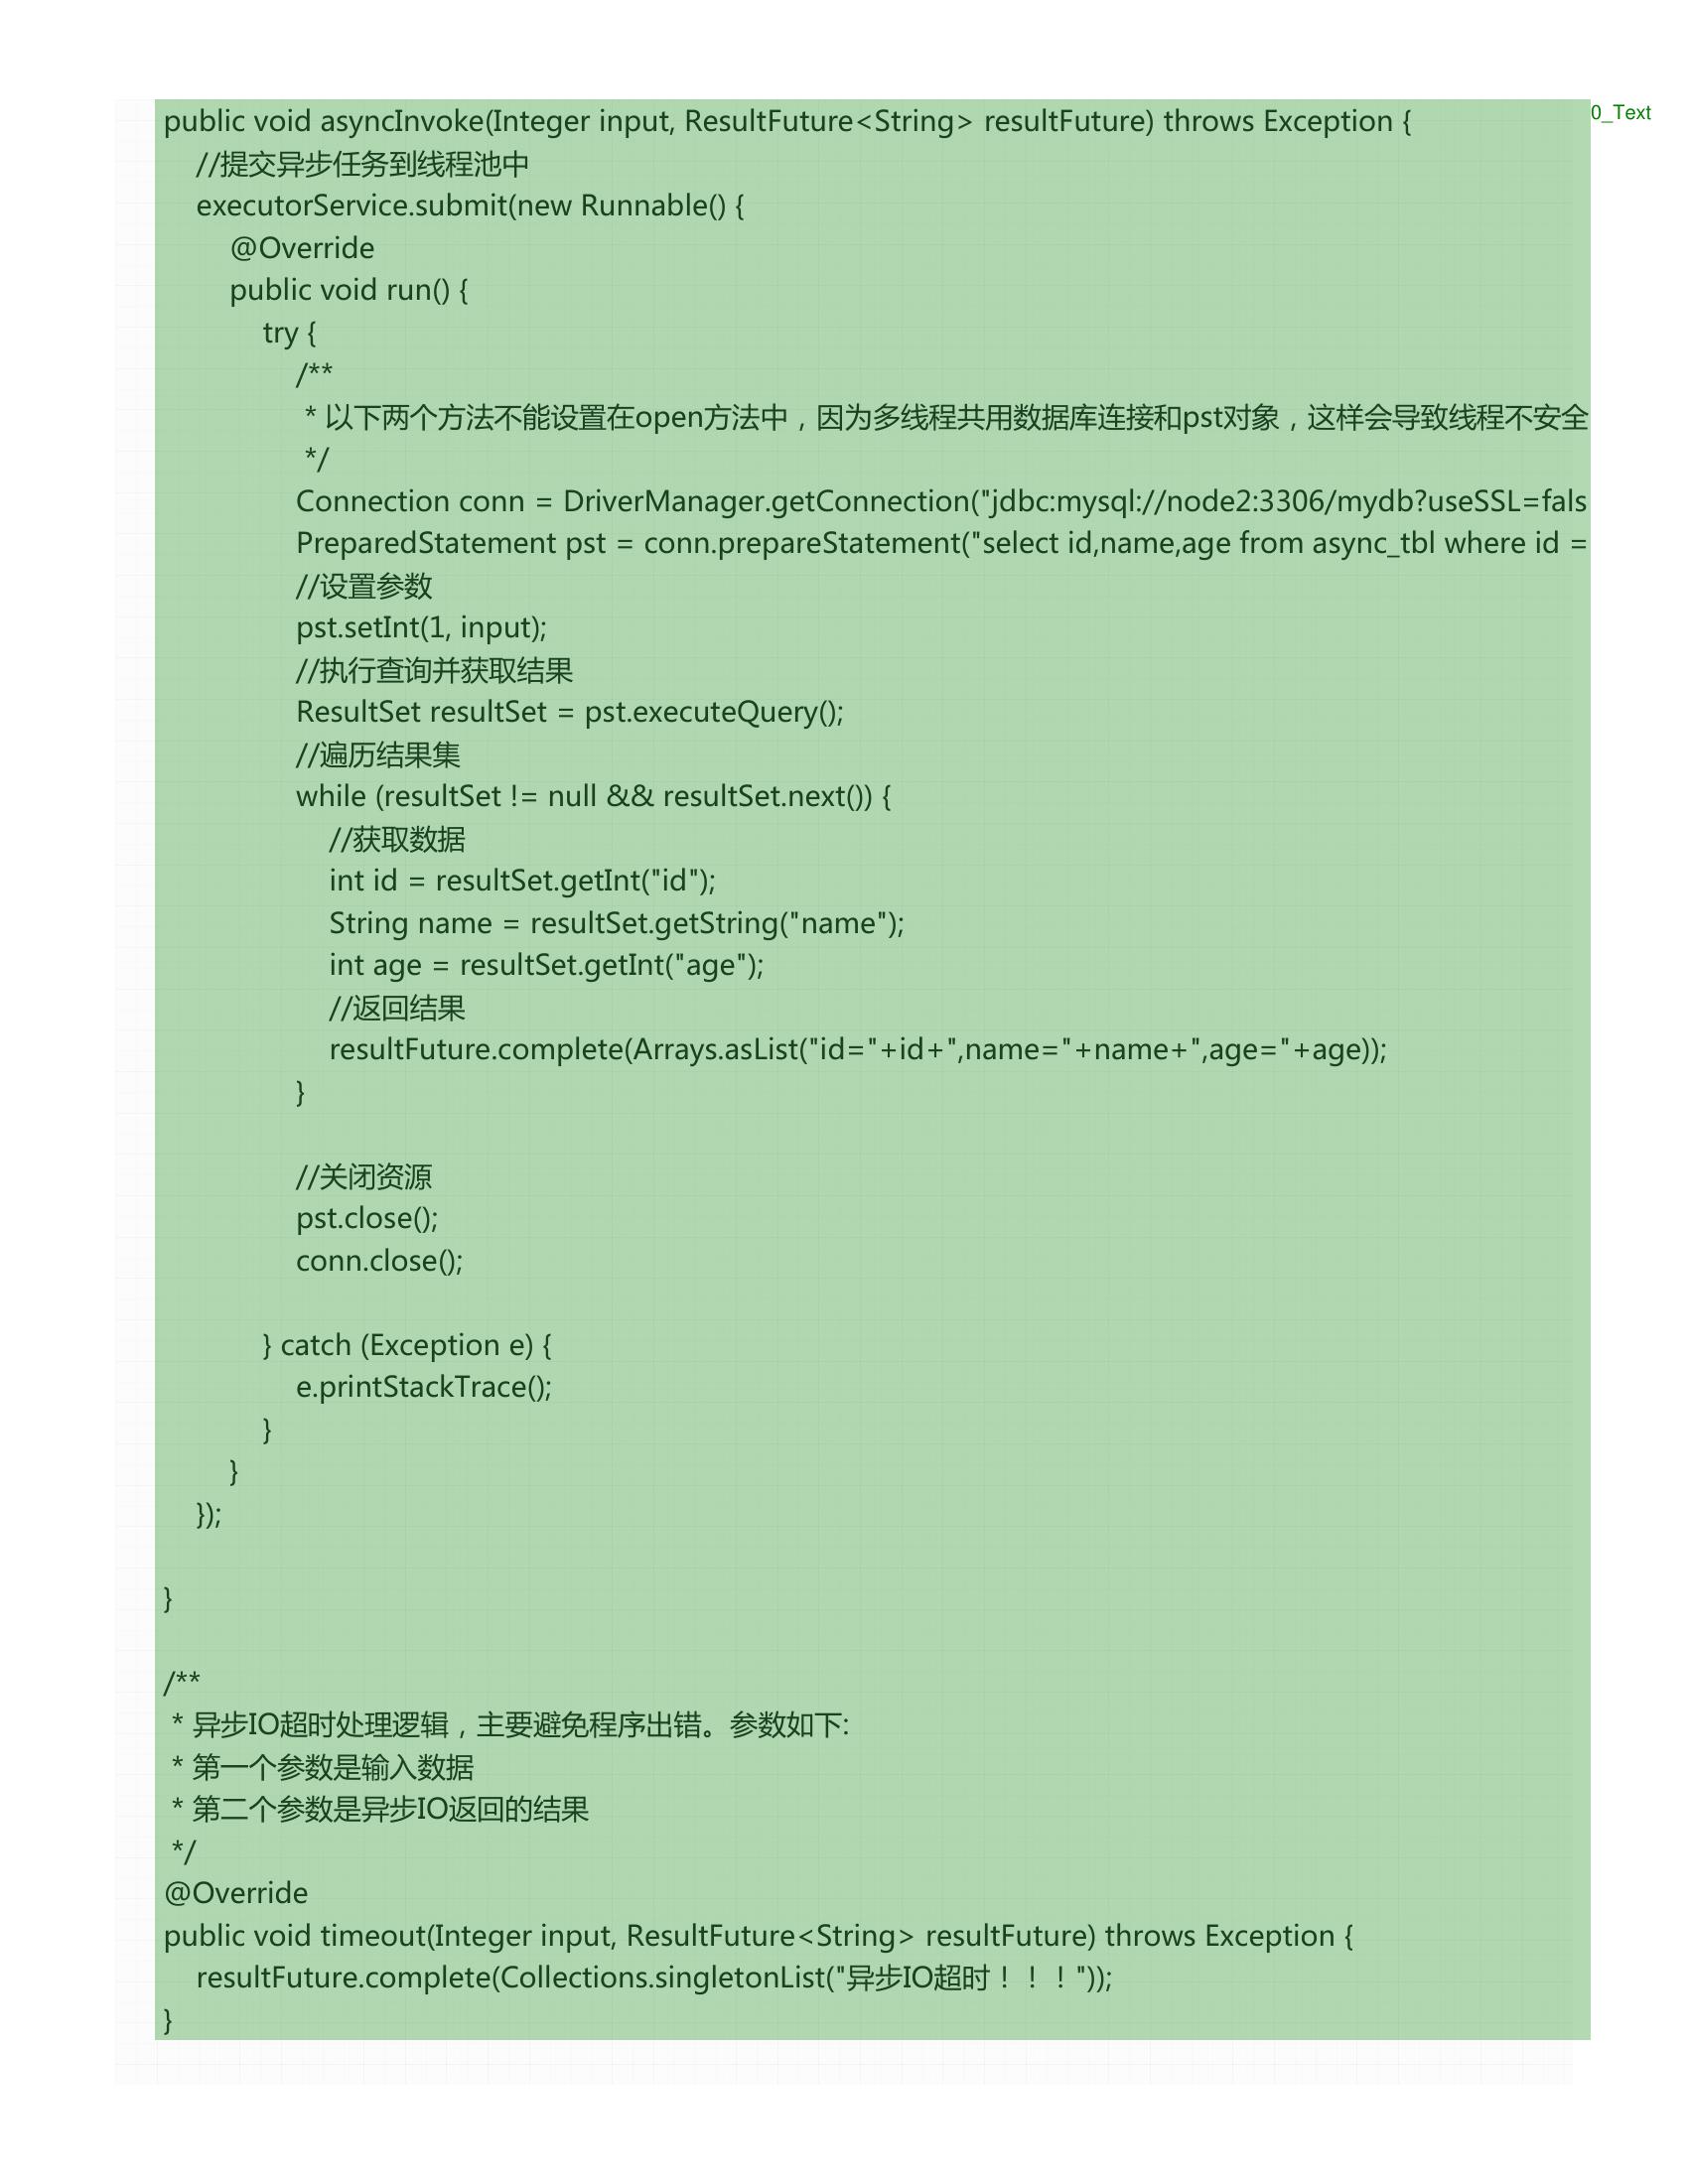 public void asyncInvoke(Integer input, ResultFuture<String> resultFuture) throws Exception {
0_Text
//提交异步任务到线程池中
executorService.submit(new Runnable() {
@Override
public void run() {
try {
/**
* 以下两个方法不能设置在open方法中，因为多线程共用数据库连接和pst对象，这样会导致线程不安全
*/
Connection conn = DriverManager.getConnection("jdbc:mysql://node2:3306/mydb?useSSL=fals
PreparedStatement pst = conn.prepareStatement("select id,name,age from async_tbl where id =
//设置参数
pst.setInt(1, input);
//执行查询并获取结果
ResultSet resultSet = pst.executeQuery();
//遍历结果集
while (resultSet != null && resultSet.next()) {
//获取数据
int id = resultSet.getInt("id");
String name = resultSet.getString("name");
int age = resultSet.getInt("age");
//返回结果
resultFuture.complete(Arrays.asList("id="+id+",name="+name+",age="+age));
}
//关闭资源
pst.close();
conn.close();
} catch (Exception e) {
e.printStackTrace();
}
}
});
}
/**
* 异步IO超时处理逻辑，主要避免程序出错。参数如下:
* 第一个参数是输入数据
* 第二个参数是异步IO返回的结果
*/
@Override
public void timeout(Integer input, ResultFuture<String> resultFuture) throws Exception {
resultFuture.complete(Collections.singletonList("异步IO超时！！！"));
}